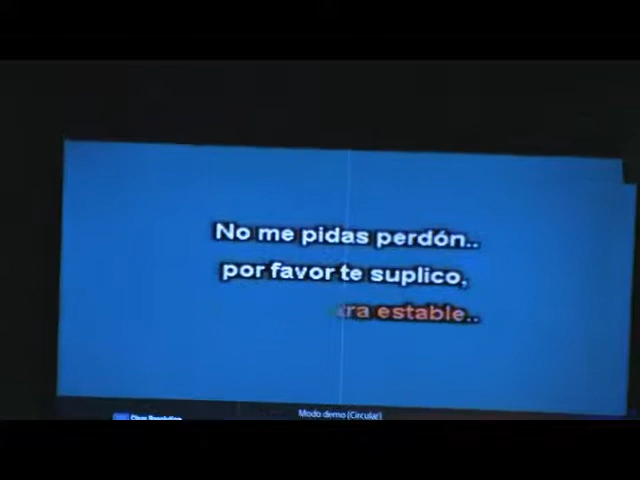 No me pidas perdón..
por favor te suplico,
estable..
Modo demo (Circular)